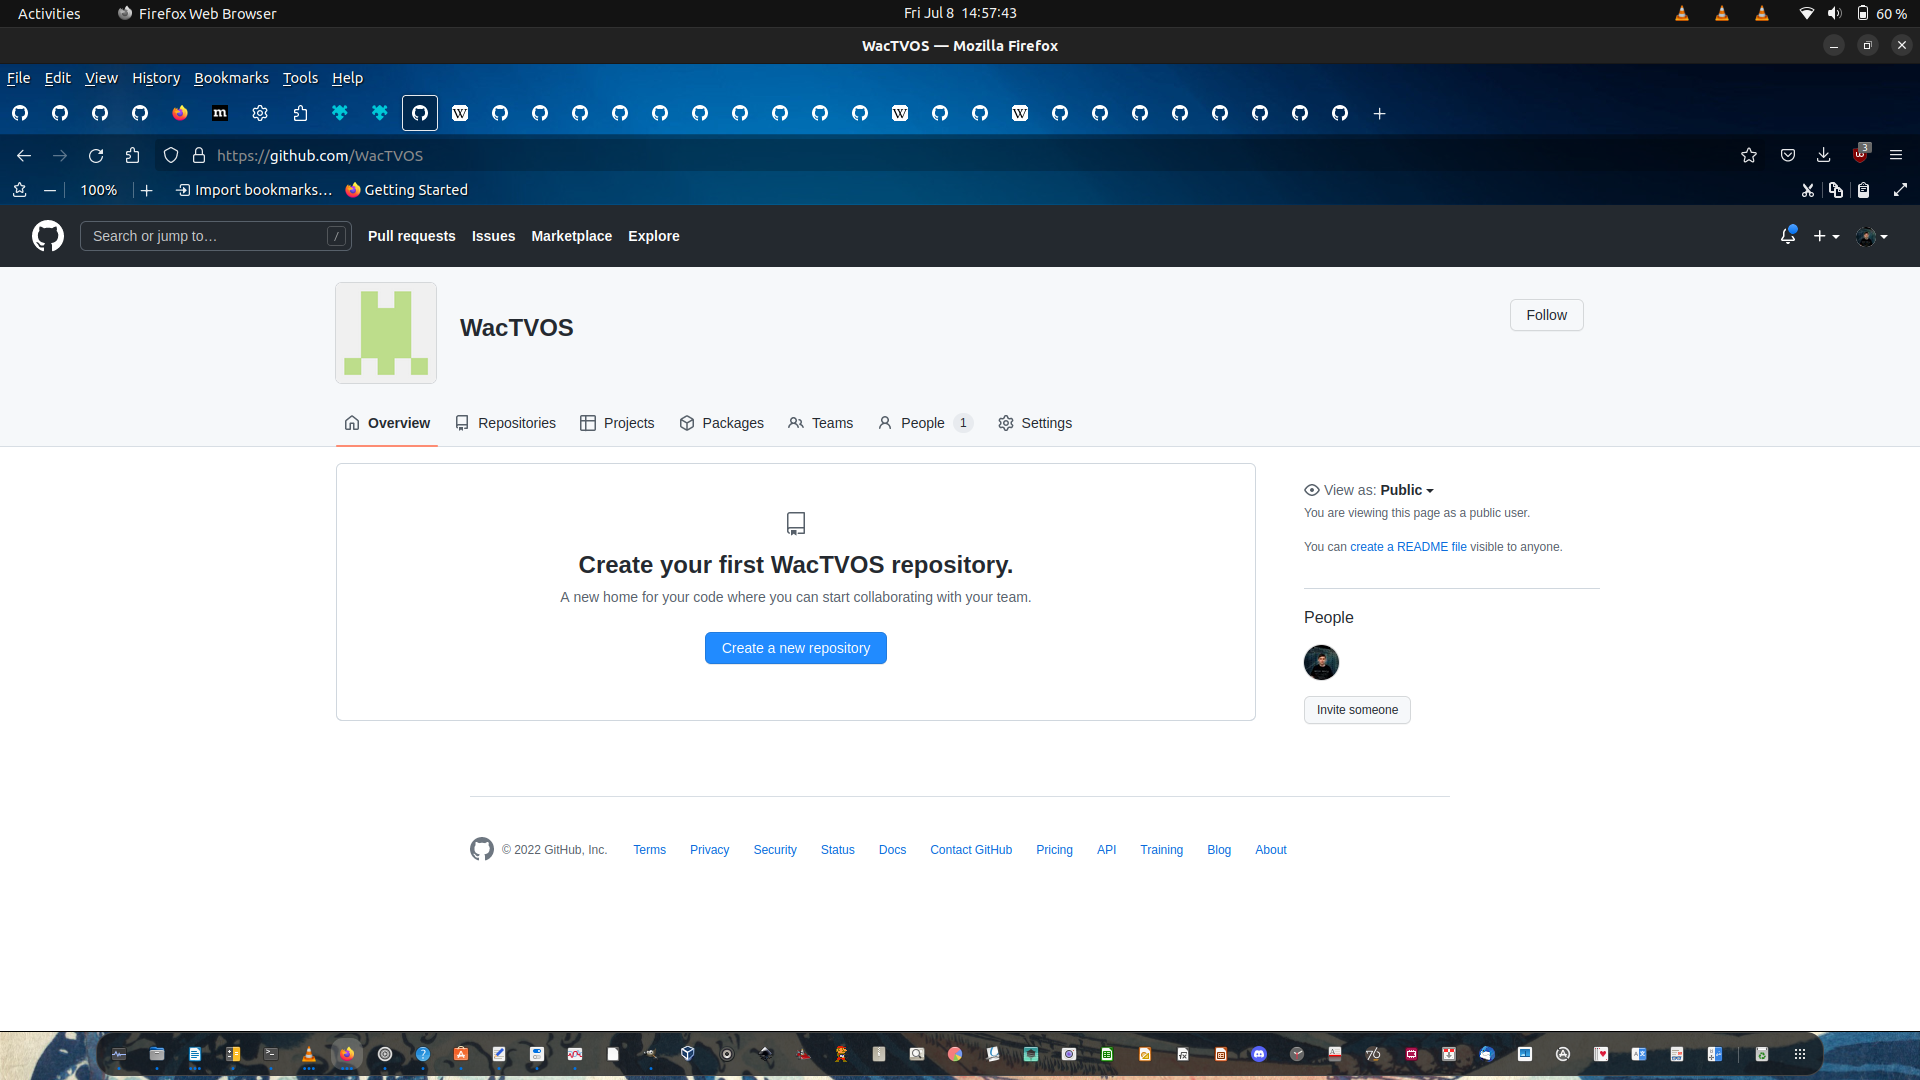 Activities Firefox Web Browser Fri Jul 8 14:57:43 60 %
WacTVOS — Mozilla Firefox
File Edit View History Bookmarks Tools Help
https://github.com/WacTVOS 3
100% Import bookmarks… Getting Started
Search or jump to… / Pull requests Issues Marketplace Explore
WacTVOS
Follow
Overview Repositories Projects Packages Teams People 1 Settings
View as: Public
You are viewing this page as a public user.
You can create a README file visible to anyone.
Create your first WacTVOS repository.
A new home for your code where you can start collaborating with your team.
Create a new repository
People
Invite someone
© 2022 GitHub, Inc. Terms Privacy Security Status Docs Contact GitHub Pricing API Training Blog About